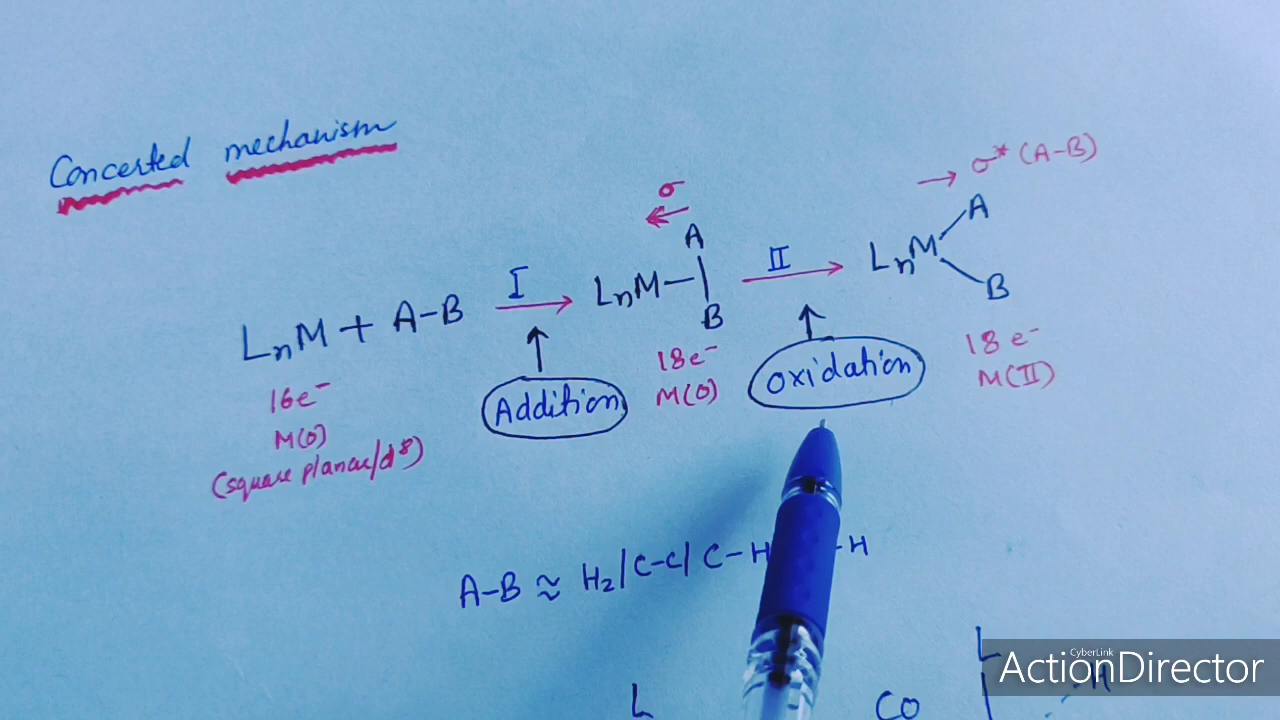 Concerted mechanism
σ
→ σ* (A-B)
LnM + A-B I LnM-A B II LnM A B
16e⁻
M(0)
(square planar/d⁸)
Addition
18e⁻
M(0)
oxidation
18e⁻
M(II)
A-B ≈ H₂/C-C/C-H -H
L CO L H
CyberLink
ActionDirector